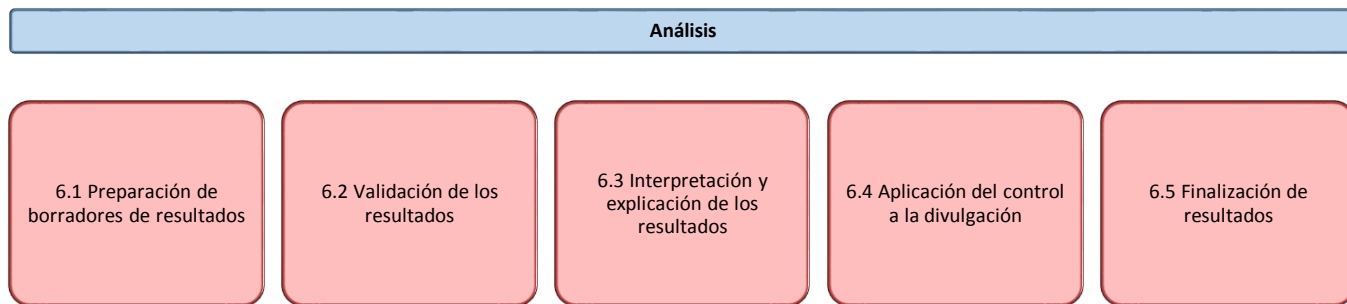 Análisis
6.1 Preparación de
borradores de resultados
6.2 Validación de los
resultados
6.3 Interpretación y
explicación de los
resultados
6.4 Aplicación del control
a la divulgación
6.5 Finalización de
resultados